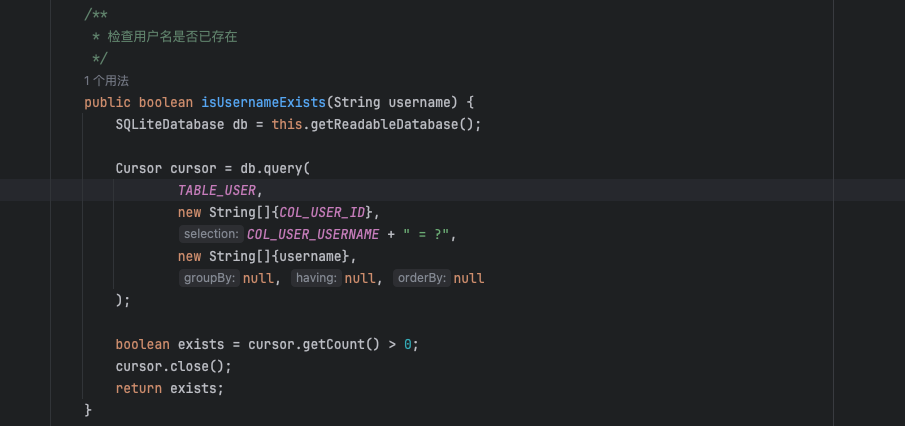 /**
* 检查用户名是否已存在
*/
1 个用法
public boolean isUsernameExists(String username) {
SQLiteDatabase db = this.getReadableDatabase();
Cursor cursor = db.query(
TABLE_USER,
new String[]{COL_USER_ID},
selection: COL_USER_USERNAME + " = ?",
new String[]{username},
groupBy: null, having: null, orderBy: null
);
boolean exists = cursor.getCount() > 0;
cursor.close();
return exists;
}